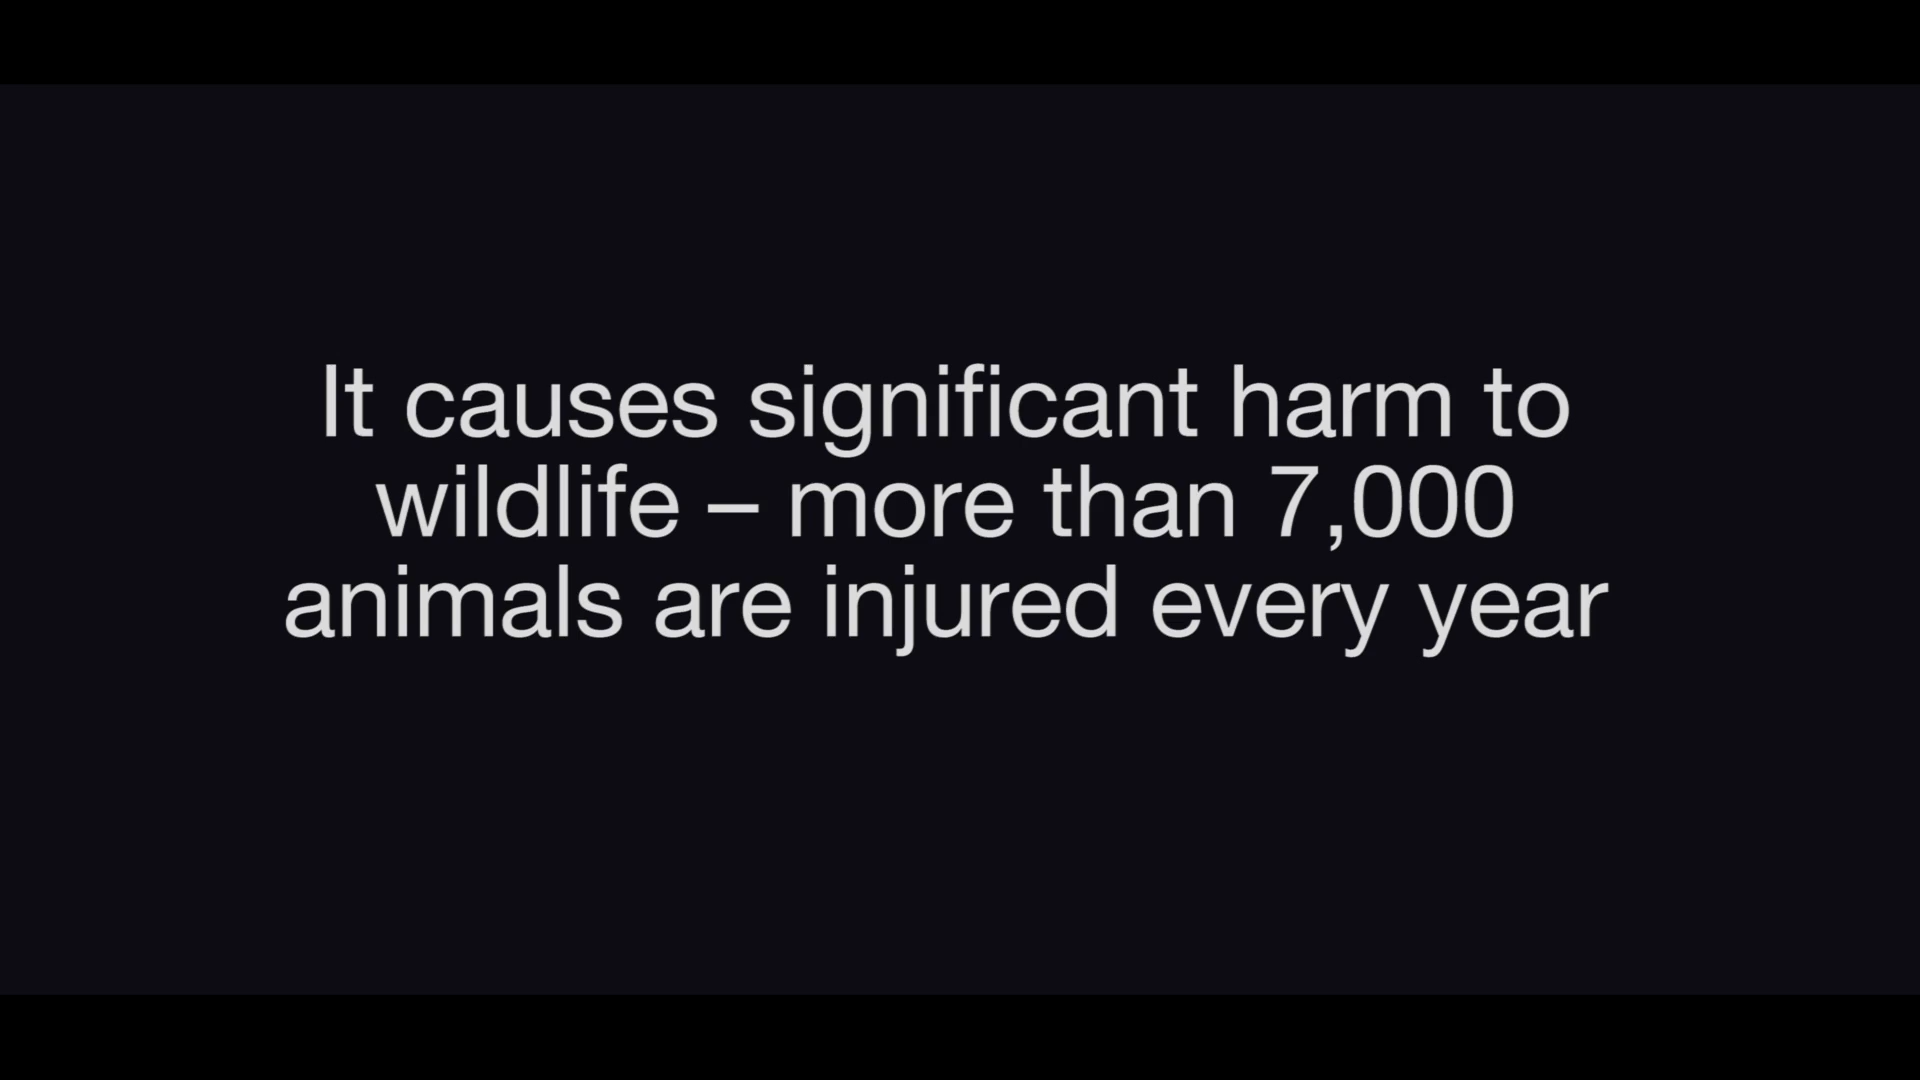 It causes significant harm to
wildlife – more than 7,000
animals are injured every year